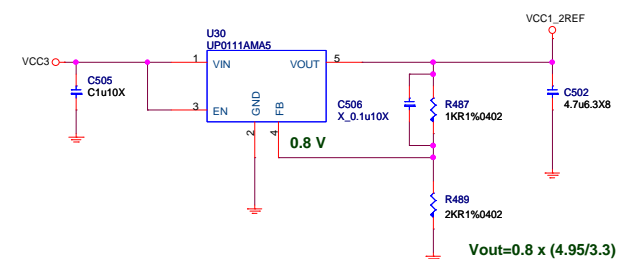 VCC1_2REF
U30
UP0111AMA5
VCC3
1
VIN
VOUT
5
C505
C1u10X
3
EN
GND
FB
2
4
0.8 V
C506
X_0.1u10X
R487
1KR1%0402
C502
4.7u6.3X8
R489
2KR1%0402
Vout=0.8 x (4.95/3.3)